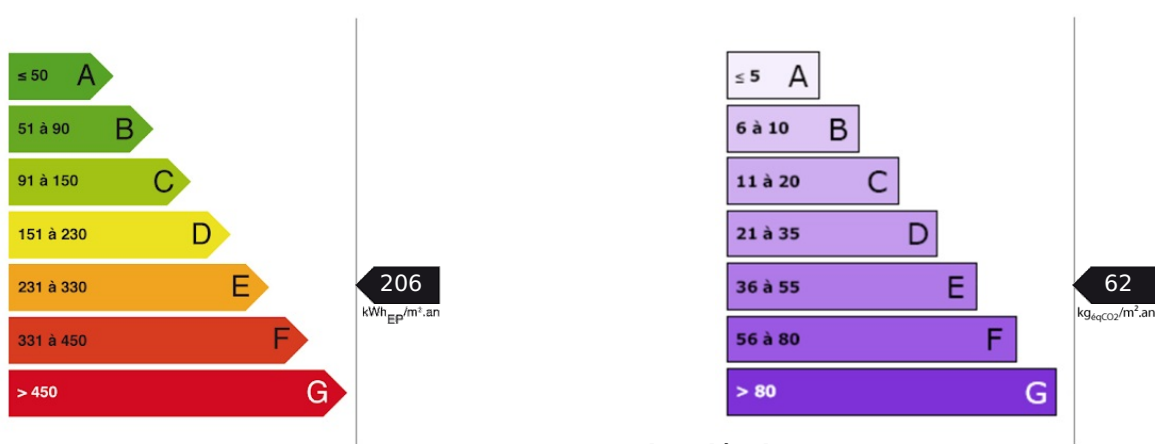 ≤ 50 A
51 à 90 B
91 à 150 C
151 à 230 D
231 à 330 E
331 à 450 F
> 450 G
206
kWhEP/m².an
≤ 5 A
6 à 10 B
11 à 20 C
21 à 35 D
36 à 55 E
56 à 80 F
> 80 G
62
kgéqCO2/m².an